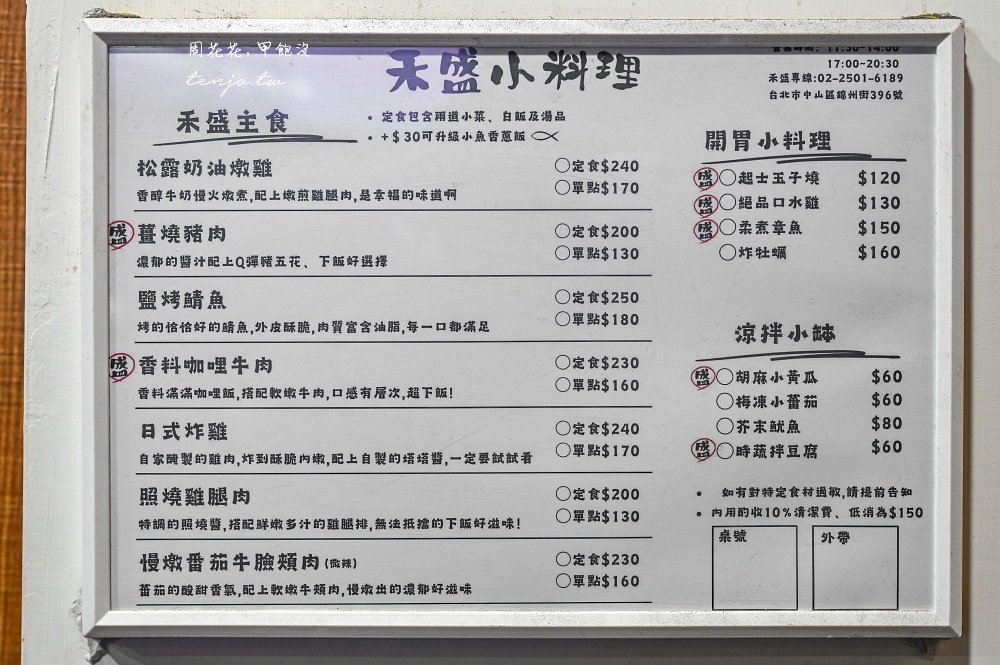 周花花，甲飽沒
tenjo.tw
禾盛小料理
營業時間：11:30-14:00
17:00~20:30
禾盛專線:02-2501-6189
台北市中山區錦州街396號
禾盛主食
• 定食包含兩道小菜、白飯及湯品
• +$30可升級小魚香蔥飯
松露奶油燉雞
○定食$240
香醇牛奶慢火燉煮,配上嫩煎雞腿肉,是幸福的味道啊
○單點$170
盛 薑燒豬肉
○定食$200
濃郁的醬汁配上Q彈豬五花、下飯好選擇
○單點$130
鹽烤鯖魚
○定食$250
烤的恰恰好的鯖魚,外皮酥脆,肉質富含油脂,每一口都滿足
○單點$180
盛 香料咖哩牛肉
○定食$230
香料滿滿咖哩飯,搭配軟嫩牛肉,口感有層次,超下飯!
○單點$160
日式炸雞
○定食$240
自家醃製的雞肉,炸到酥脆內嫩,配上自製的塔塔醬,一定要試試看
○單點$170
照燒雞腿肉
○定食$200
特調的照燒醬,搭配鮮嫩多汁的雞腿排,無法抵擋的下飯好滋味!
○單點$130
慢燉番茄牛臉頰肉(微辣)
○定食$230
蕃茄的酸甜香氣,配上軟嫩牛頰肉,慢燉出的濃郁好滋味
○單點$160
開胃小料理
盛 ○起士玉子燒 $120
盛 ○絕品口水雞 $130
盛 ○柔煮章魚 $150
○炸牡蠣 $160
涼拌小缽
盛 ○胡麻小黃瓜 $60
○梅凍小蕃茄 $60
○芥末魷魚 $80
盛 ○時蔬拌豆腐 $60
• 如有對特定食材過敏,請提前告知
• 內用酌收10%清潔費、低消為$150
桌號
外帶